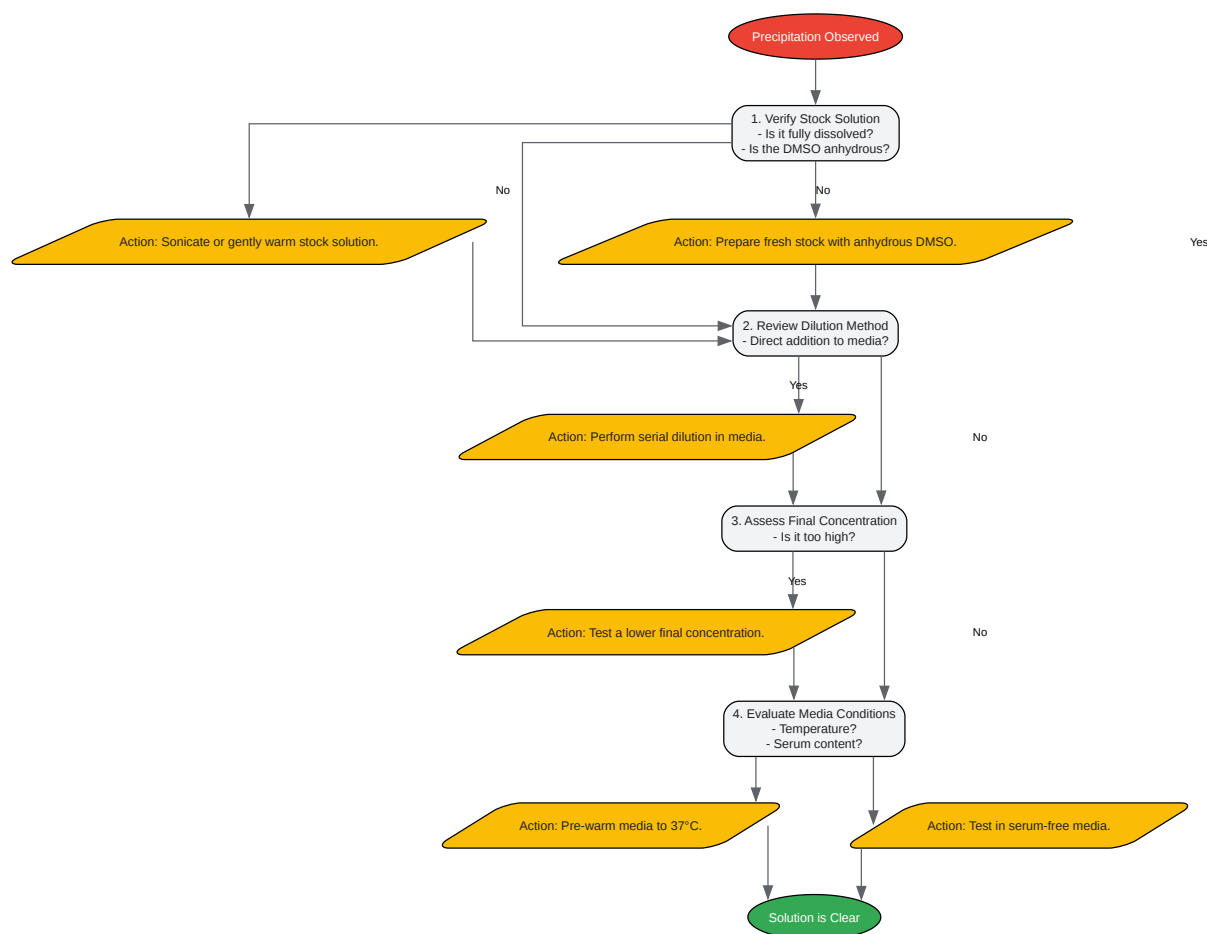 Precipitation Observed
1. Verify Stock Solution
- Is it fully dissolved?
- Is the DMSO anhydrous?
No
No
Action: Sonicate or gently warm stock solution.
Action: Prepare fresh stock with anhydrous DMSO.
Yes
2. Review Dilution Method
- Direct addition to media?
Yes
Action: Perform serial dilution in media.
No
3. Assess Final Concentration
- Is it too high?
Yes
Action: Test a lower final concentration.
No
4. Evaluate Media Conditions
- Temperature?
- Serum content?
Action: Pre-warm media to 37°C.
Action: Test in serum-free media.
Solution is Clear